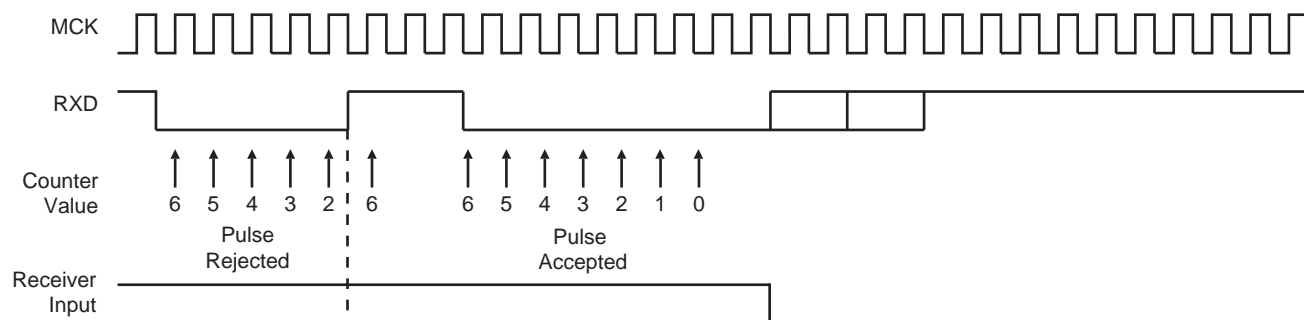 MCK
RXD
Counter
Value
6 5 4 3 2 6 6 5 4 3 2 1 0
Pulse
Rejected
Pulse
Accepted
Receiver
Input